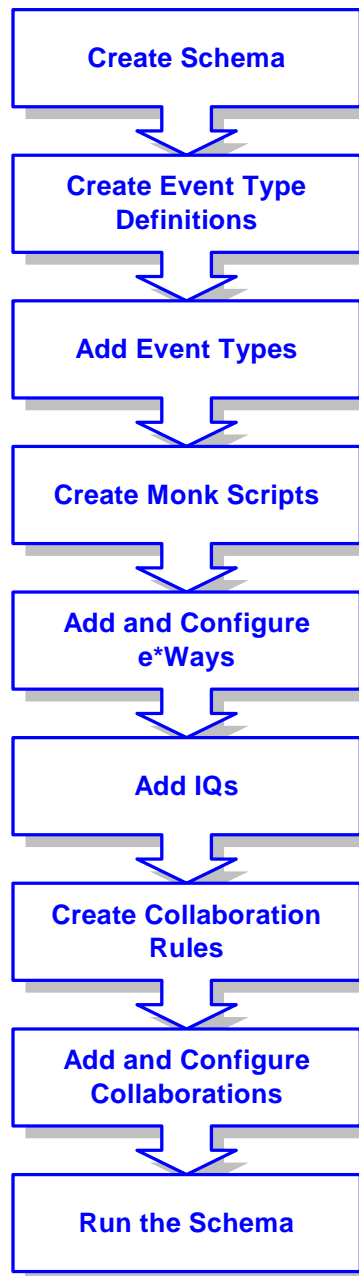 Create Schema
Create Event Type
Definitions
Add Event Types
Create Monk Scripts
Add and Configure
e*Ways
Add IQs
Create Collaboration
Rules
Add and Configure
Collaborations
Run the Schema